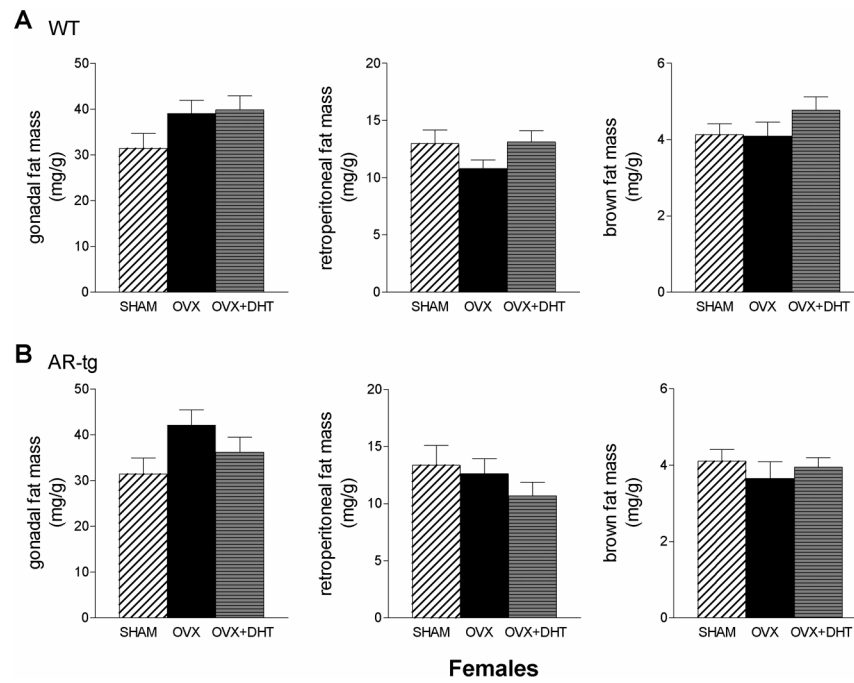 A WT
gonadal fat mass
(mg/g)
50
40
30
20
10
0
SHAM OVX OVX+DHT
retroperitoneal fat mass
(mg/g)
20
15
10
5
0
SHAM OVX OVX+DHT
brown fat mass
(mg/g)
6
4
2
0
SHAM OVX OVX+DHT
B AR-tg
gonadal fat mass
(mg/g)
50
40
30
20
10
0
SHAM OVX OVX+DHT
retroperitoneal fat mass
(mg/g)
20
15
10
5
0
SHAM OVX OVX+DHT
brown fat mass
(mg/g)
6
4
2
0
SHAM OVX OVX+DHT
Females